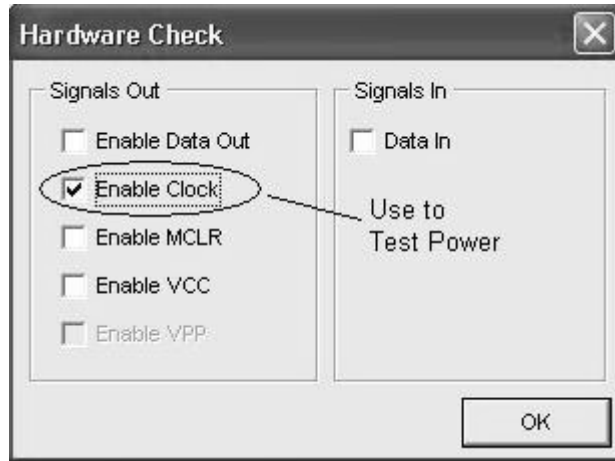 Hardware Check
Signals Out
Enable Data Out
Enable Clock
Enable MCLR
Enable VCC
Enable VPP
Signals In
Data In
Use to
Test Power
OK